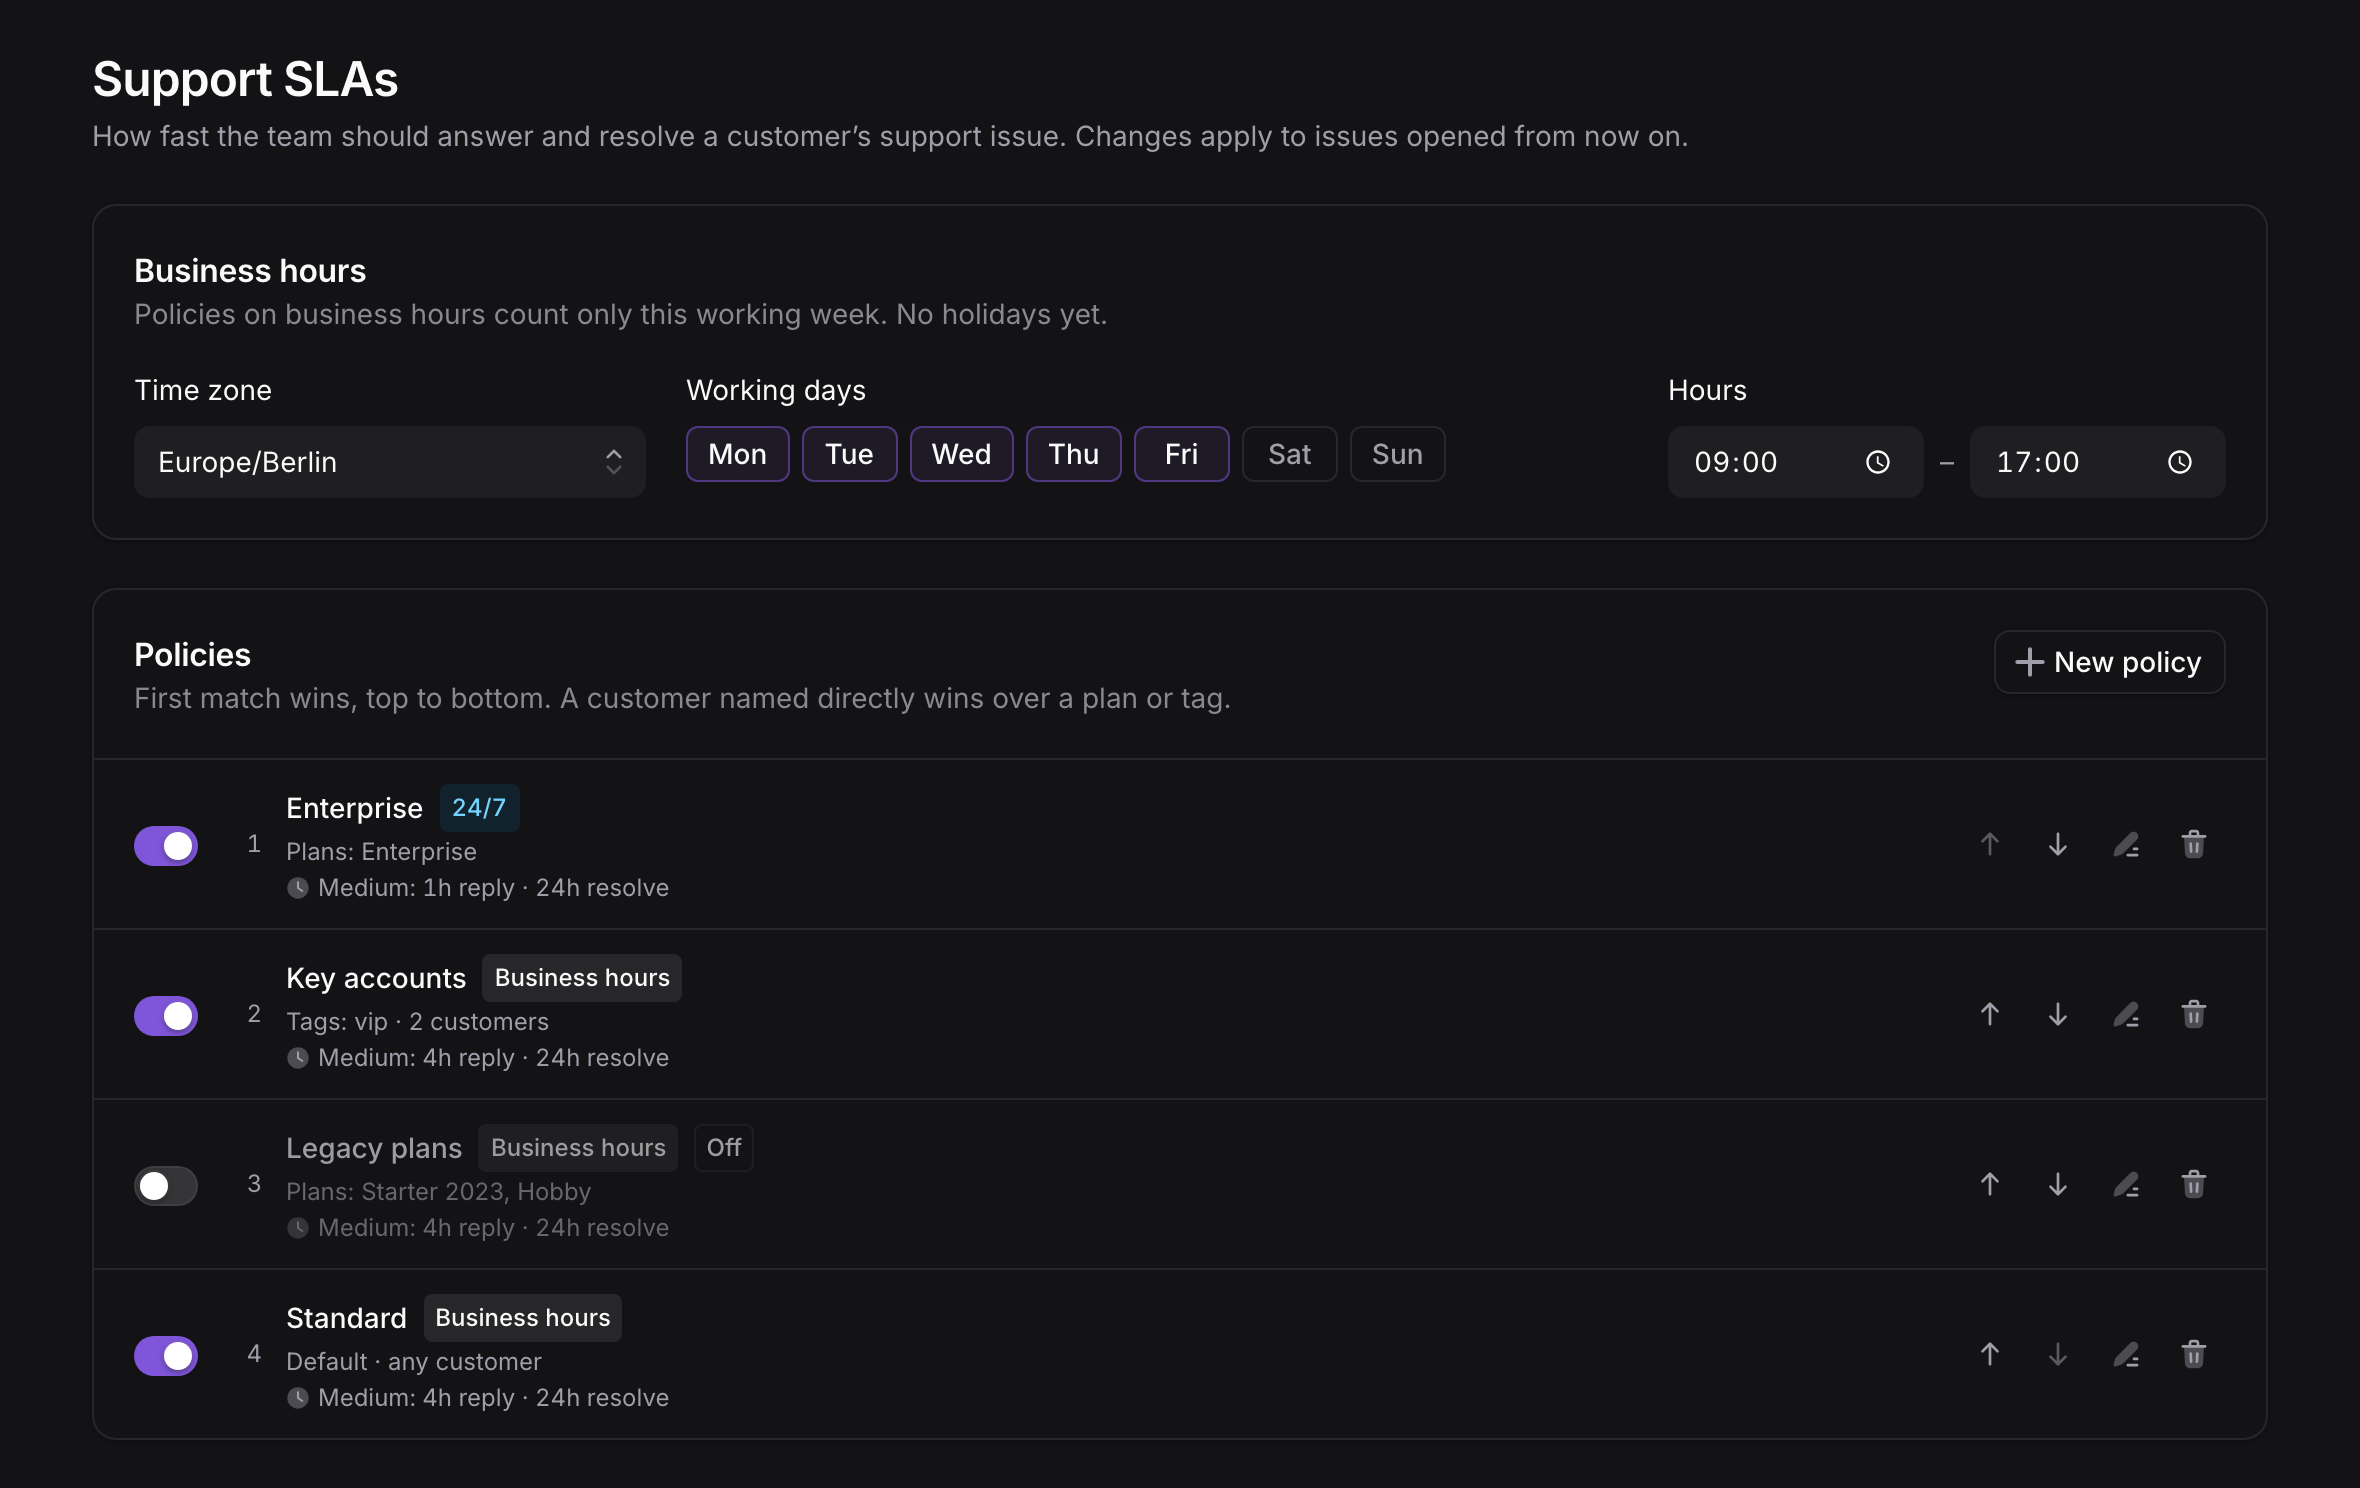 Support SLAs
How fast the team should answer and resolve a customer’s support issue. Changes apply to issues opened from now on.
Business hours
Policies on business hours count only this working week. No holidays yet.
Time zone
Europe/Berlin
Working days
Mon Tue Wed Thu Fri Sat Sun
Hours
09:00 – 17:00
Policies
First match wins, top to bottom. A customer named directly wins over a plan or tag.
New policy
1
Enterprise 24/7
Plans: Enterprise
Medium: 1h reply · 24h resolve
2
Key accounts Business hours
Tags: vip · 2 customers
Medium: 4h reply · 24h resolve
3
Legacy plans Business hours Off
Plans: Starter 2023, Hobby
Medium: 4h reply · 24h resolve
4
Standard Business hours
Default · any customer
Medium: 4h reply · 24h resolve